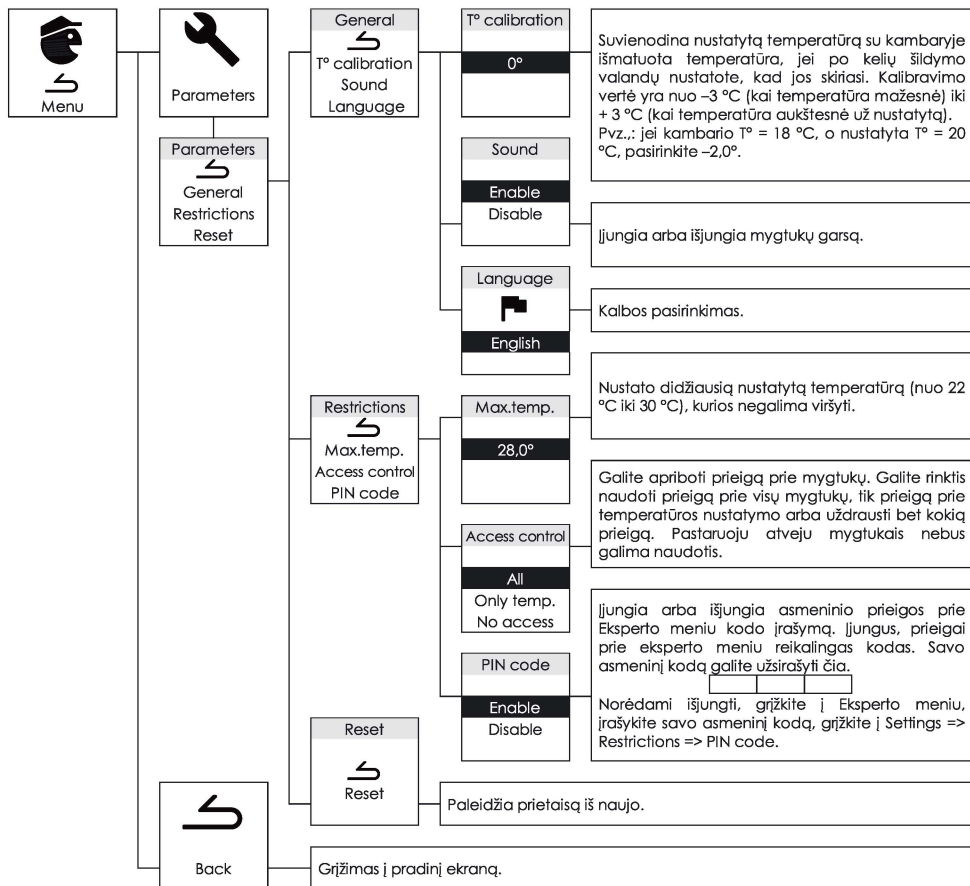 Menu
Parameters
Parameters
General
Restrictions
Reset
General
T° calibration
Sound
Language
T° calibration
0°
Suvienodina nustatytą temperatūrą su kambaryje
išmatuota temperatūra, jei po kelių šildymo
valandų nustatote, kad jos skiriasi. Kalibravimo
vertė yra nuo –3 °C (kai temperatūra mažesnė) iki
+ 3 °C (kai temperatūra aukštesnė už nustatytą).
Pvz.,: jei kambario T° = 18 °C, o nustatyta T° = 20
°C, pasirinkite –2,0°.
Sound
Enable
Disable
Įjungia arba išjungia mygtukų garsą.
Language
English
Kalbos pasirinkimas.
Restrictions
Max.temp.
Access control
PIN code
Max.temp.
28,0°
Nustato didžiausią nustatytą temperatūrą (nuo 22
°C iki 30 °C), kurios negalima viršyti.
Access control
All
Only temp.
No access
Galite apriboti prieigą prie mygtukų. Galite rinktis
naudoti prieigą prie visų mygtukų, tik prieigą prie
temperatūros nustatymo arba uždrausti bet kokią
prieigą. Pastaruoju atveju mygtukais nebus
galima naudotis.
PIN code
Enable
Disable
Įjungia arba išjungia asmeninio prieigos prie
Eksperto meniu kodo įrašymą. Įjungus, prieigai
prie eksperto meniu reikalingas kodas. Savo
asmeninį kodą galite užsirašyti čia.
Norėdami išjungti, grįžkite į Eksperto meniu,
įrašykite savo asmeninį kodą, grįžkite į Settings =>
Restrictions => PIN code.
Reset
Reset
Paleidžia prietaisą iš naujo.
Back
Grįžimas į pradinį ekraną.